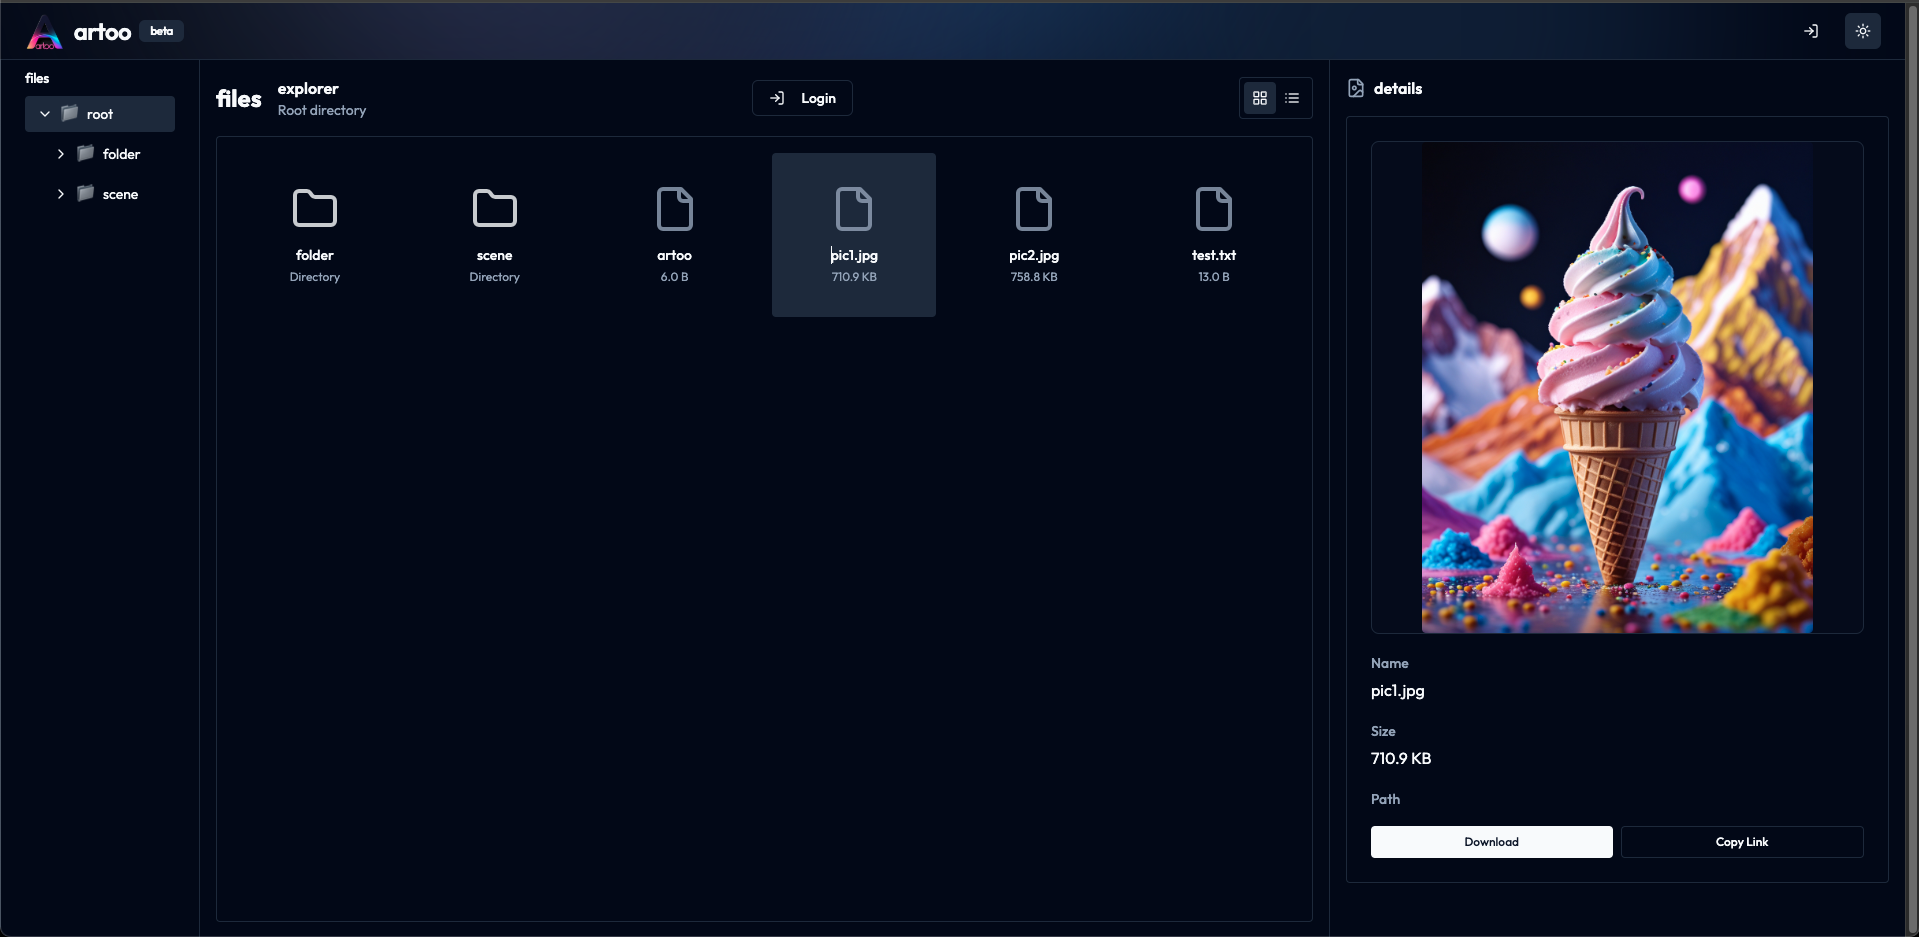 artoo
artoo beta
files
root
folder
scene
files
explorer
Root directory
Login
folder
Directory
scene
Directory
artoo
6.0 B
pic1.jpg
710.9 KB
pic2.jpg
758.8 KB
test.txt
13.0 B
details
Name
pic1.jpg
Size
710.9 KB
Path
Download
Copy Link